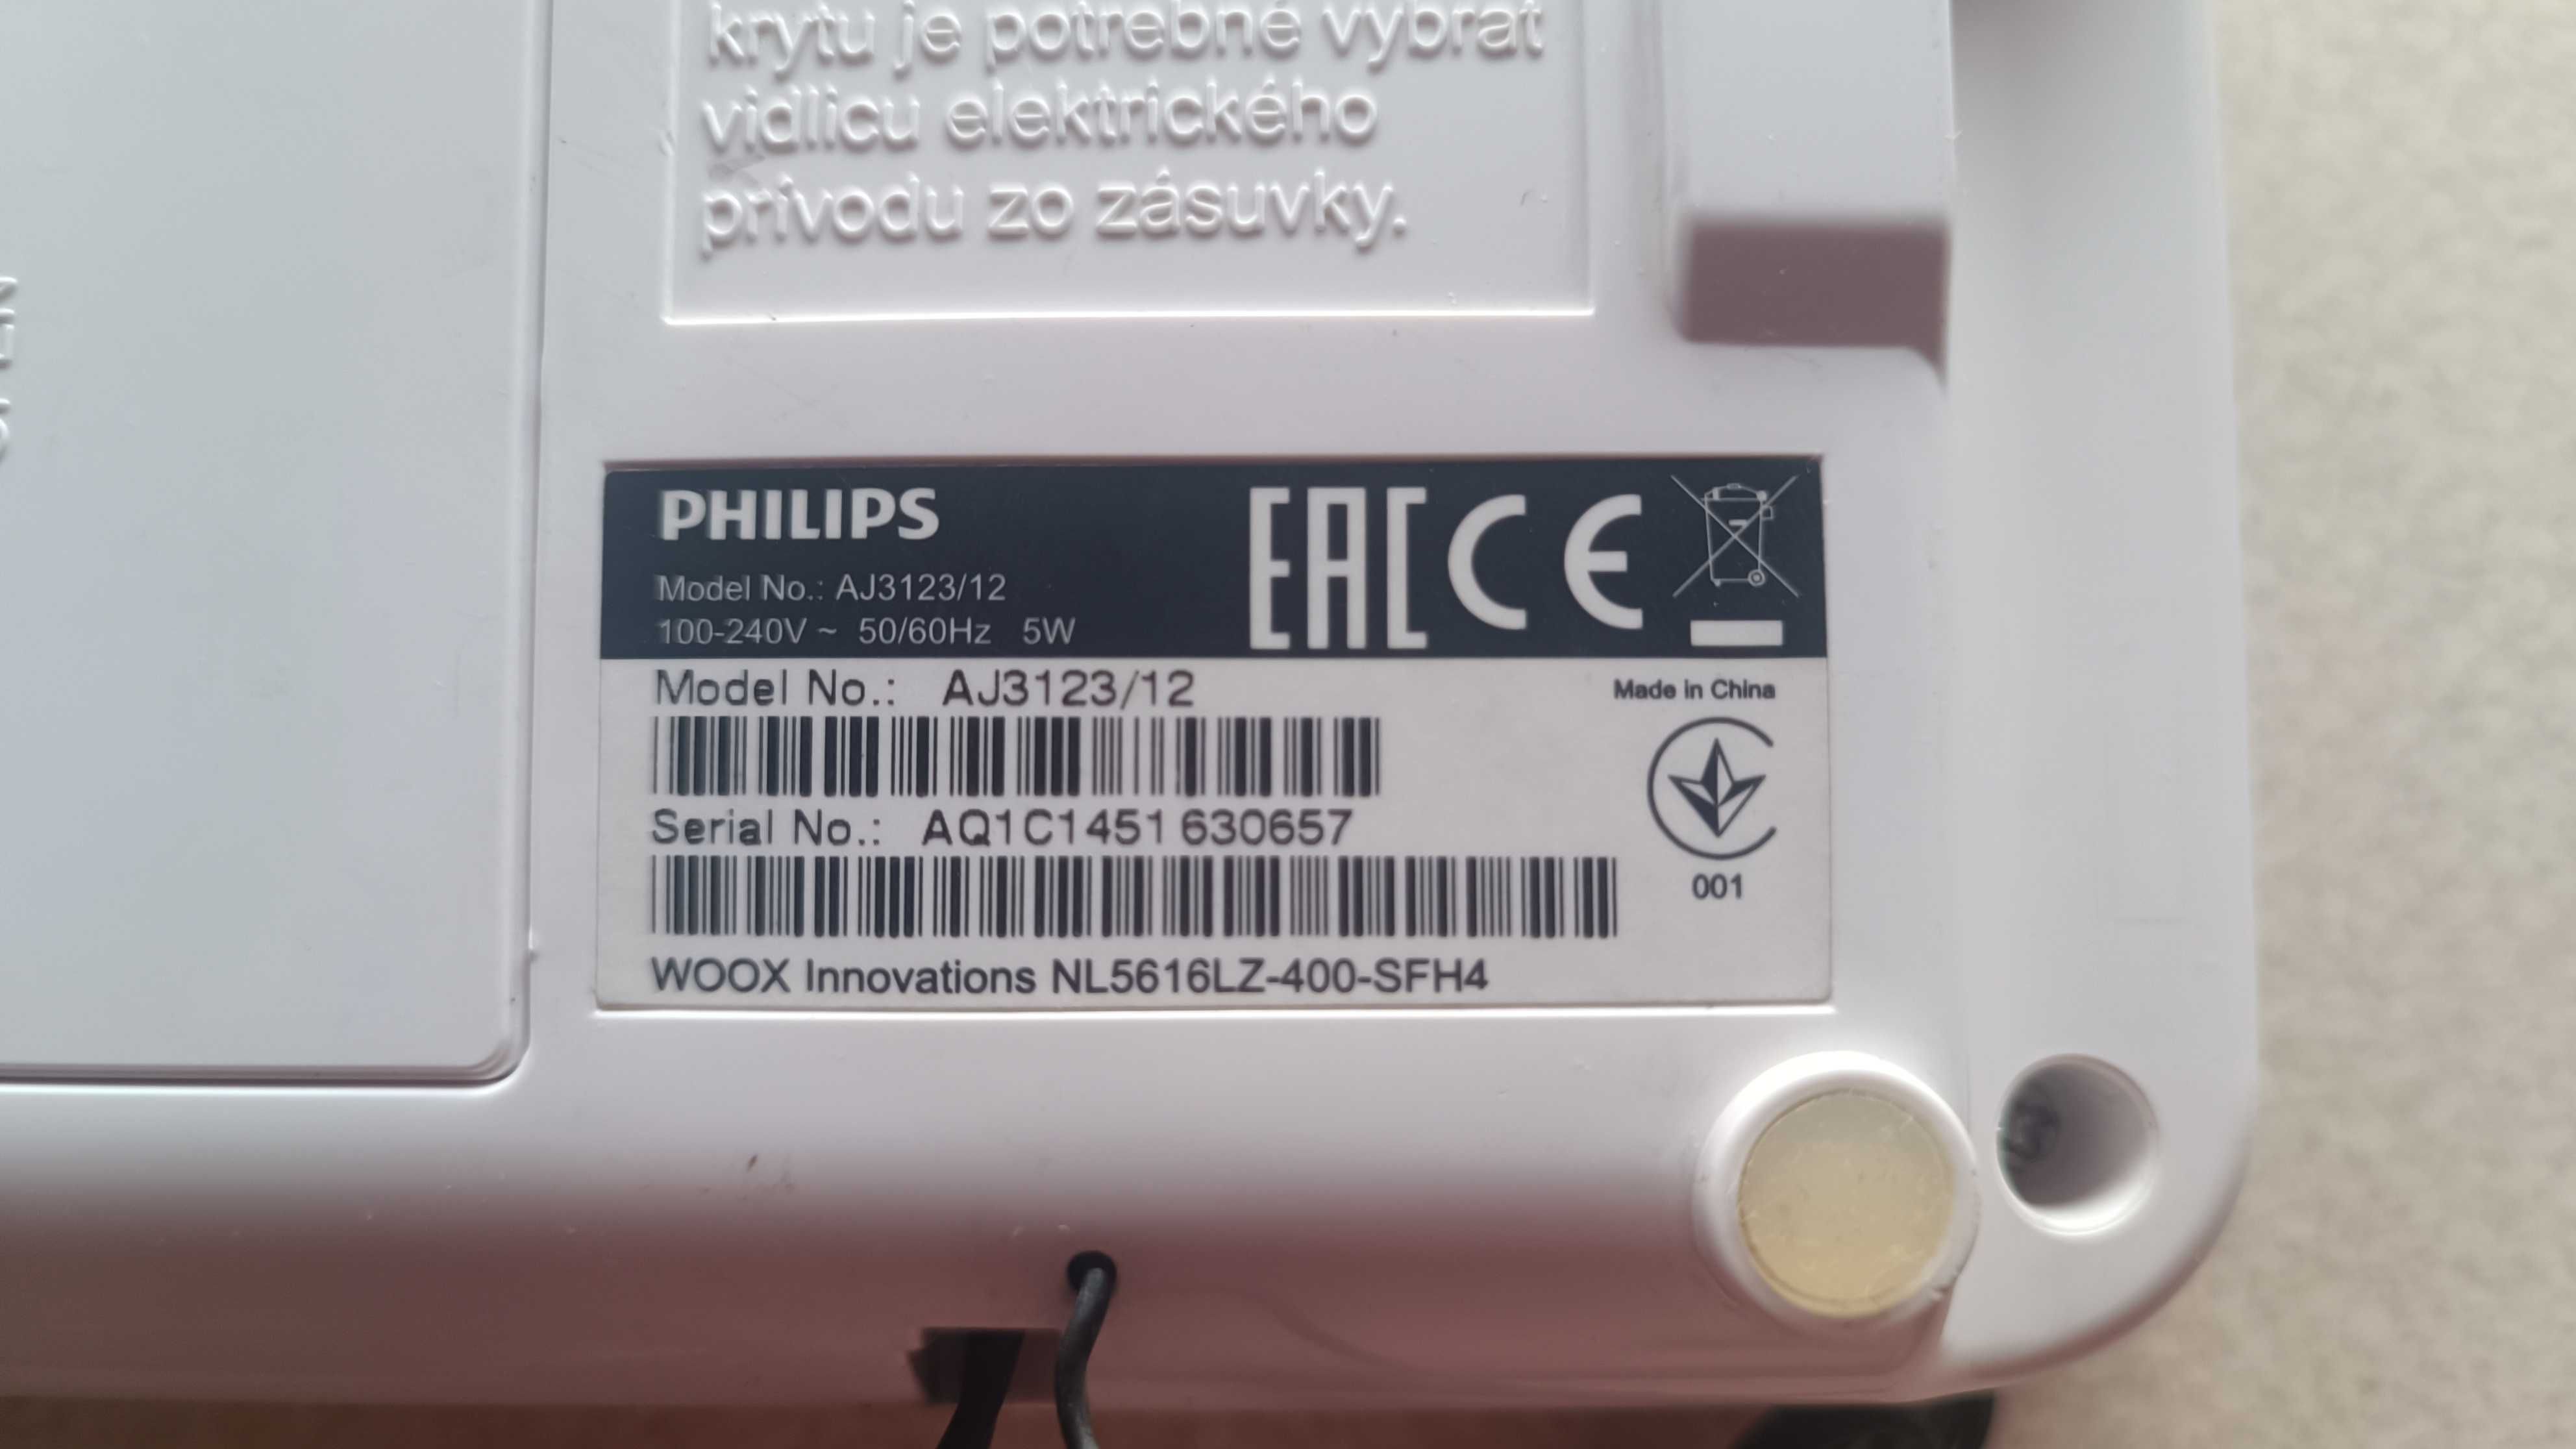 krytu je potrebné vybrať
vidlicu elektrického
prívodu zo zásuvky.
PHILIPS
Model No.: AJ3123/12
100-240V ~ 50/60Hz 5W
EAC CE
Model No.: AJ3123/12
Made in China
Serial No.: AQ1C1451630657
001
WOOX Innovations NL5616LZ-400-SFH4